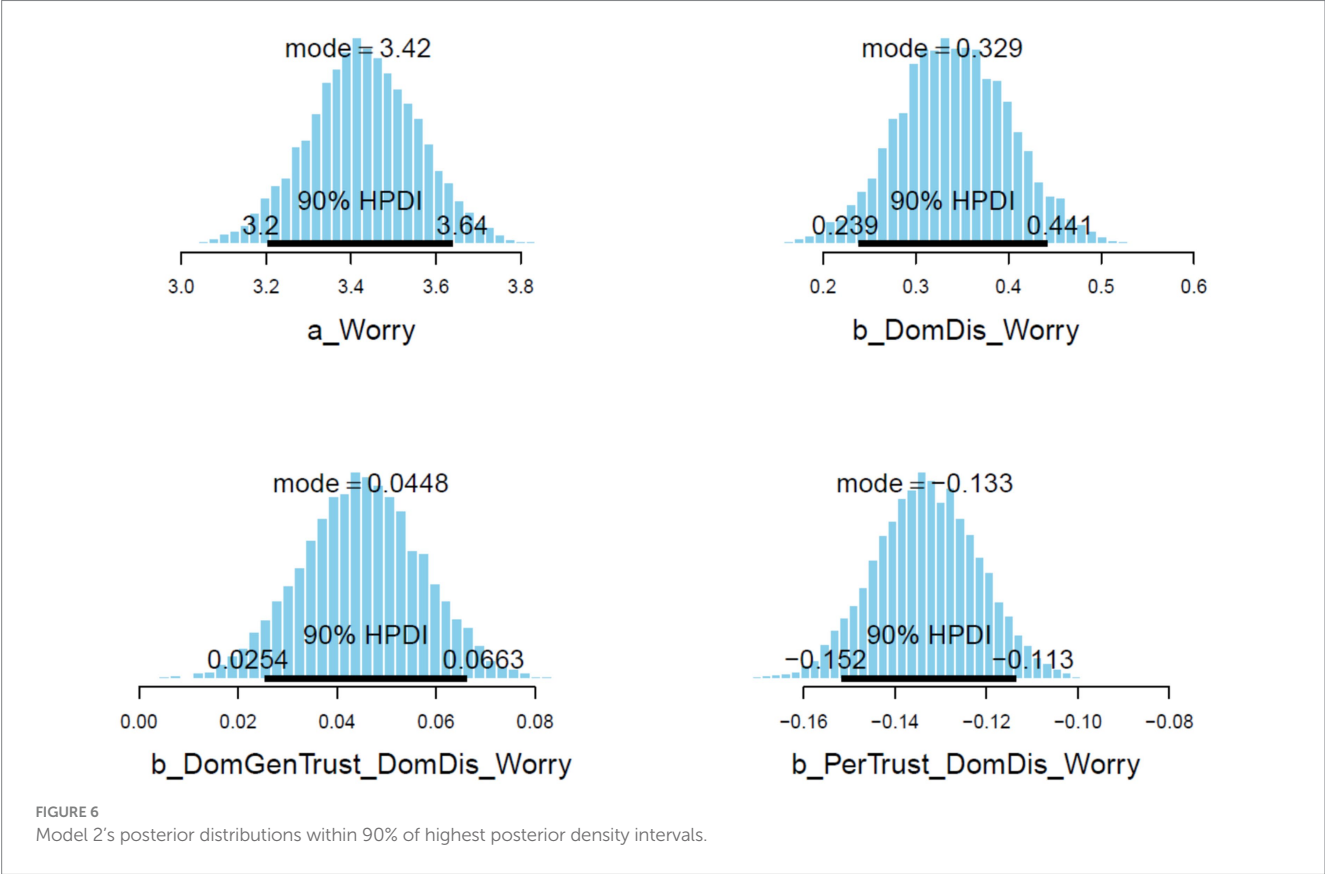 mode = 3.42
90% HPDI
3.2 3.64
3.0 3.2 3.4 3.6 3.8
a_Worry
mode = 0.329
90% HPDI
0.239 0.441
0.2 0.3 0.4 0.5 0.6
b_DomDis_Worry
mode = 0.0448
90% HPDI
0.0254 0.0663
0.00 0.02 0.04 0.06 0.08
b_DomGenTrust_DomDis_Worry
mode = −0.133
90% HPDI
−0.152 −0.113
−0.16 −0.14 −0.12 −0.10 −0.08
b_PerTrust_DomDis_Worry
FIGURE 6
Model 2's posterior distributions within 90% of highest posterior density intervals.